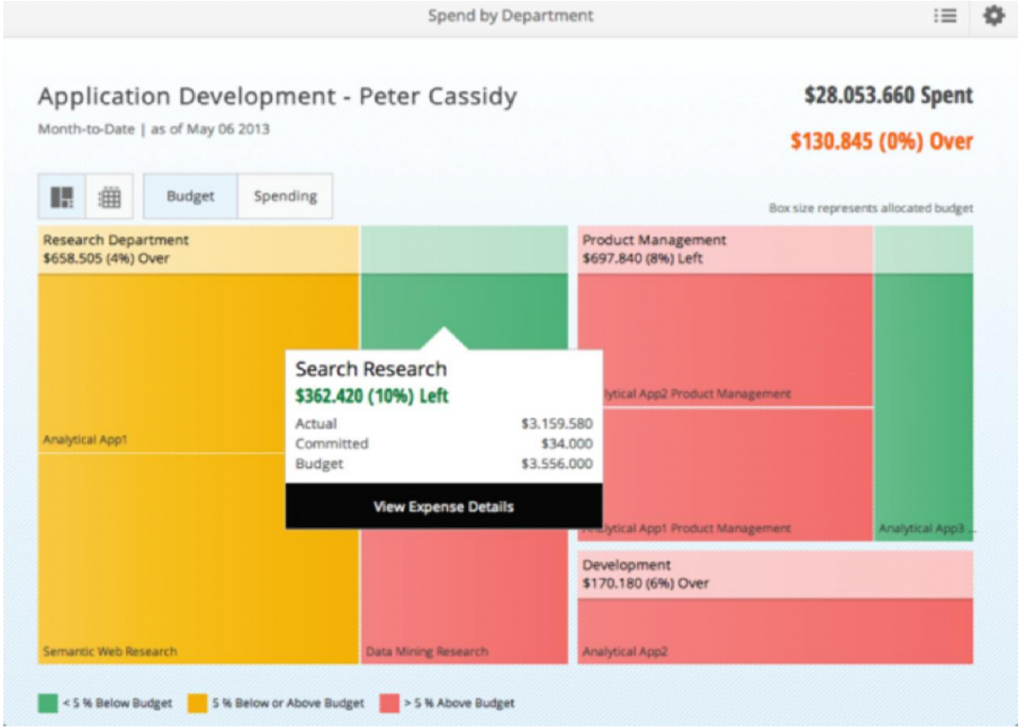 Spend by Department
Application Development - Peter Cassidy
$28.053.660 Spent
Month-to-Date | as of May 06 2013
$130.845 (0%) Over
Budget
Spending
Box size represents allocated budget
Research Department
$658.505 (4%) Over
Product Management
$697.840 (8%) Left
Search Research
$362.420 (10%) Left
Actual $3.159.580
Committed $34.000
Budget $3.556.000
View Expense Details
Analytical App1
lytical App2 Product Management
Analytical App1 Product Management
Analytical App3 ...
Development
$170.180 (6%) Over
Semantic Web Research
Data Mining Research
Analytical App2
< 5 % Below Budget
5 % Below or Above Budget
> 5 % Above Budget